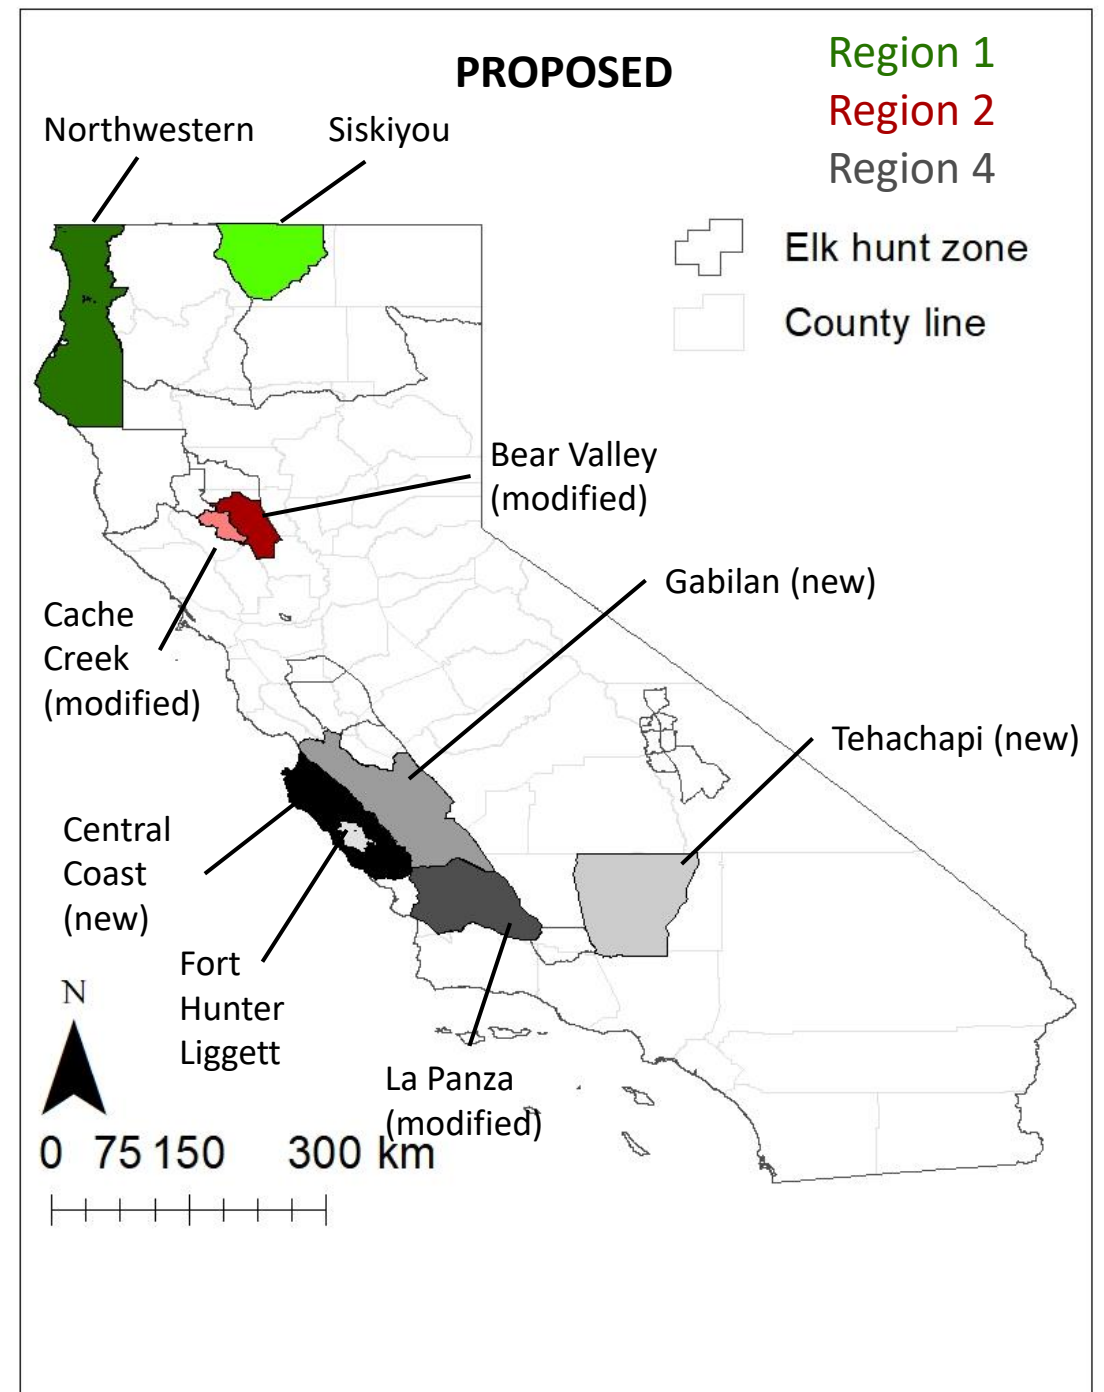 PROPOSED
Region 1
Region 2
Region 4
Northwestern
Siskiyou
Elk hunt zone
County line
Bear Valley
(modified)
Gabilan (new)
Cache
Creek
(modified)
Tehachapi (new)
Central
Coast
(new)
Fort
Hunter
Liggett
La Panza
(modified)
N
0 75 150 300 km